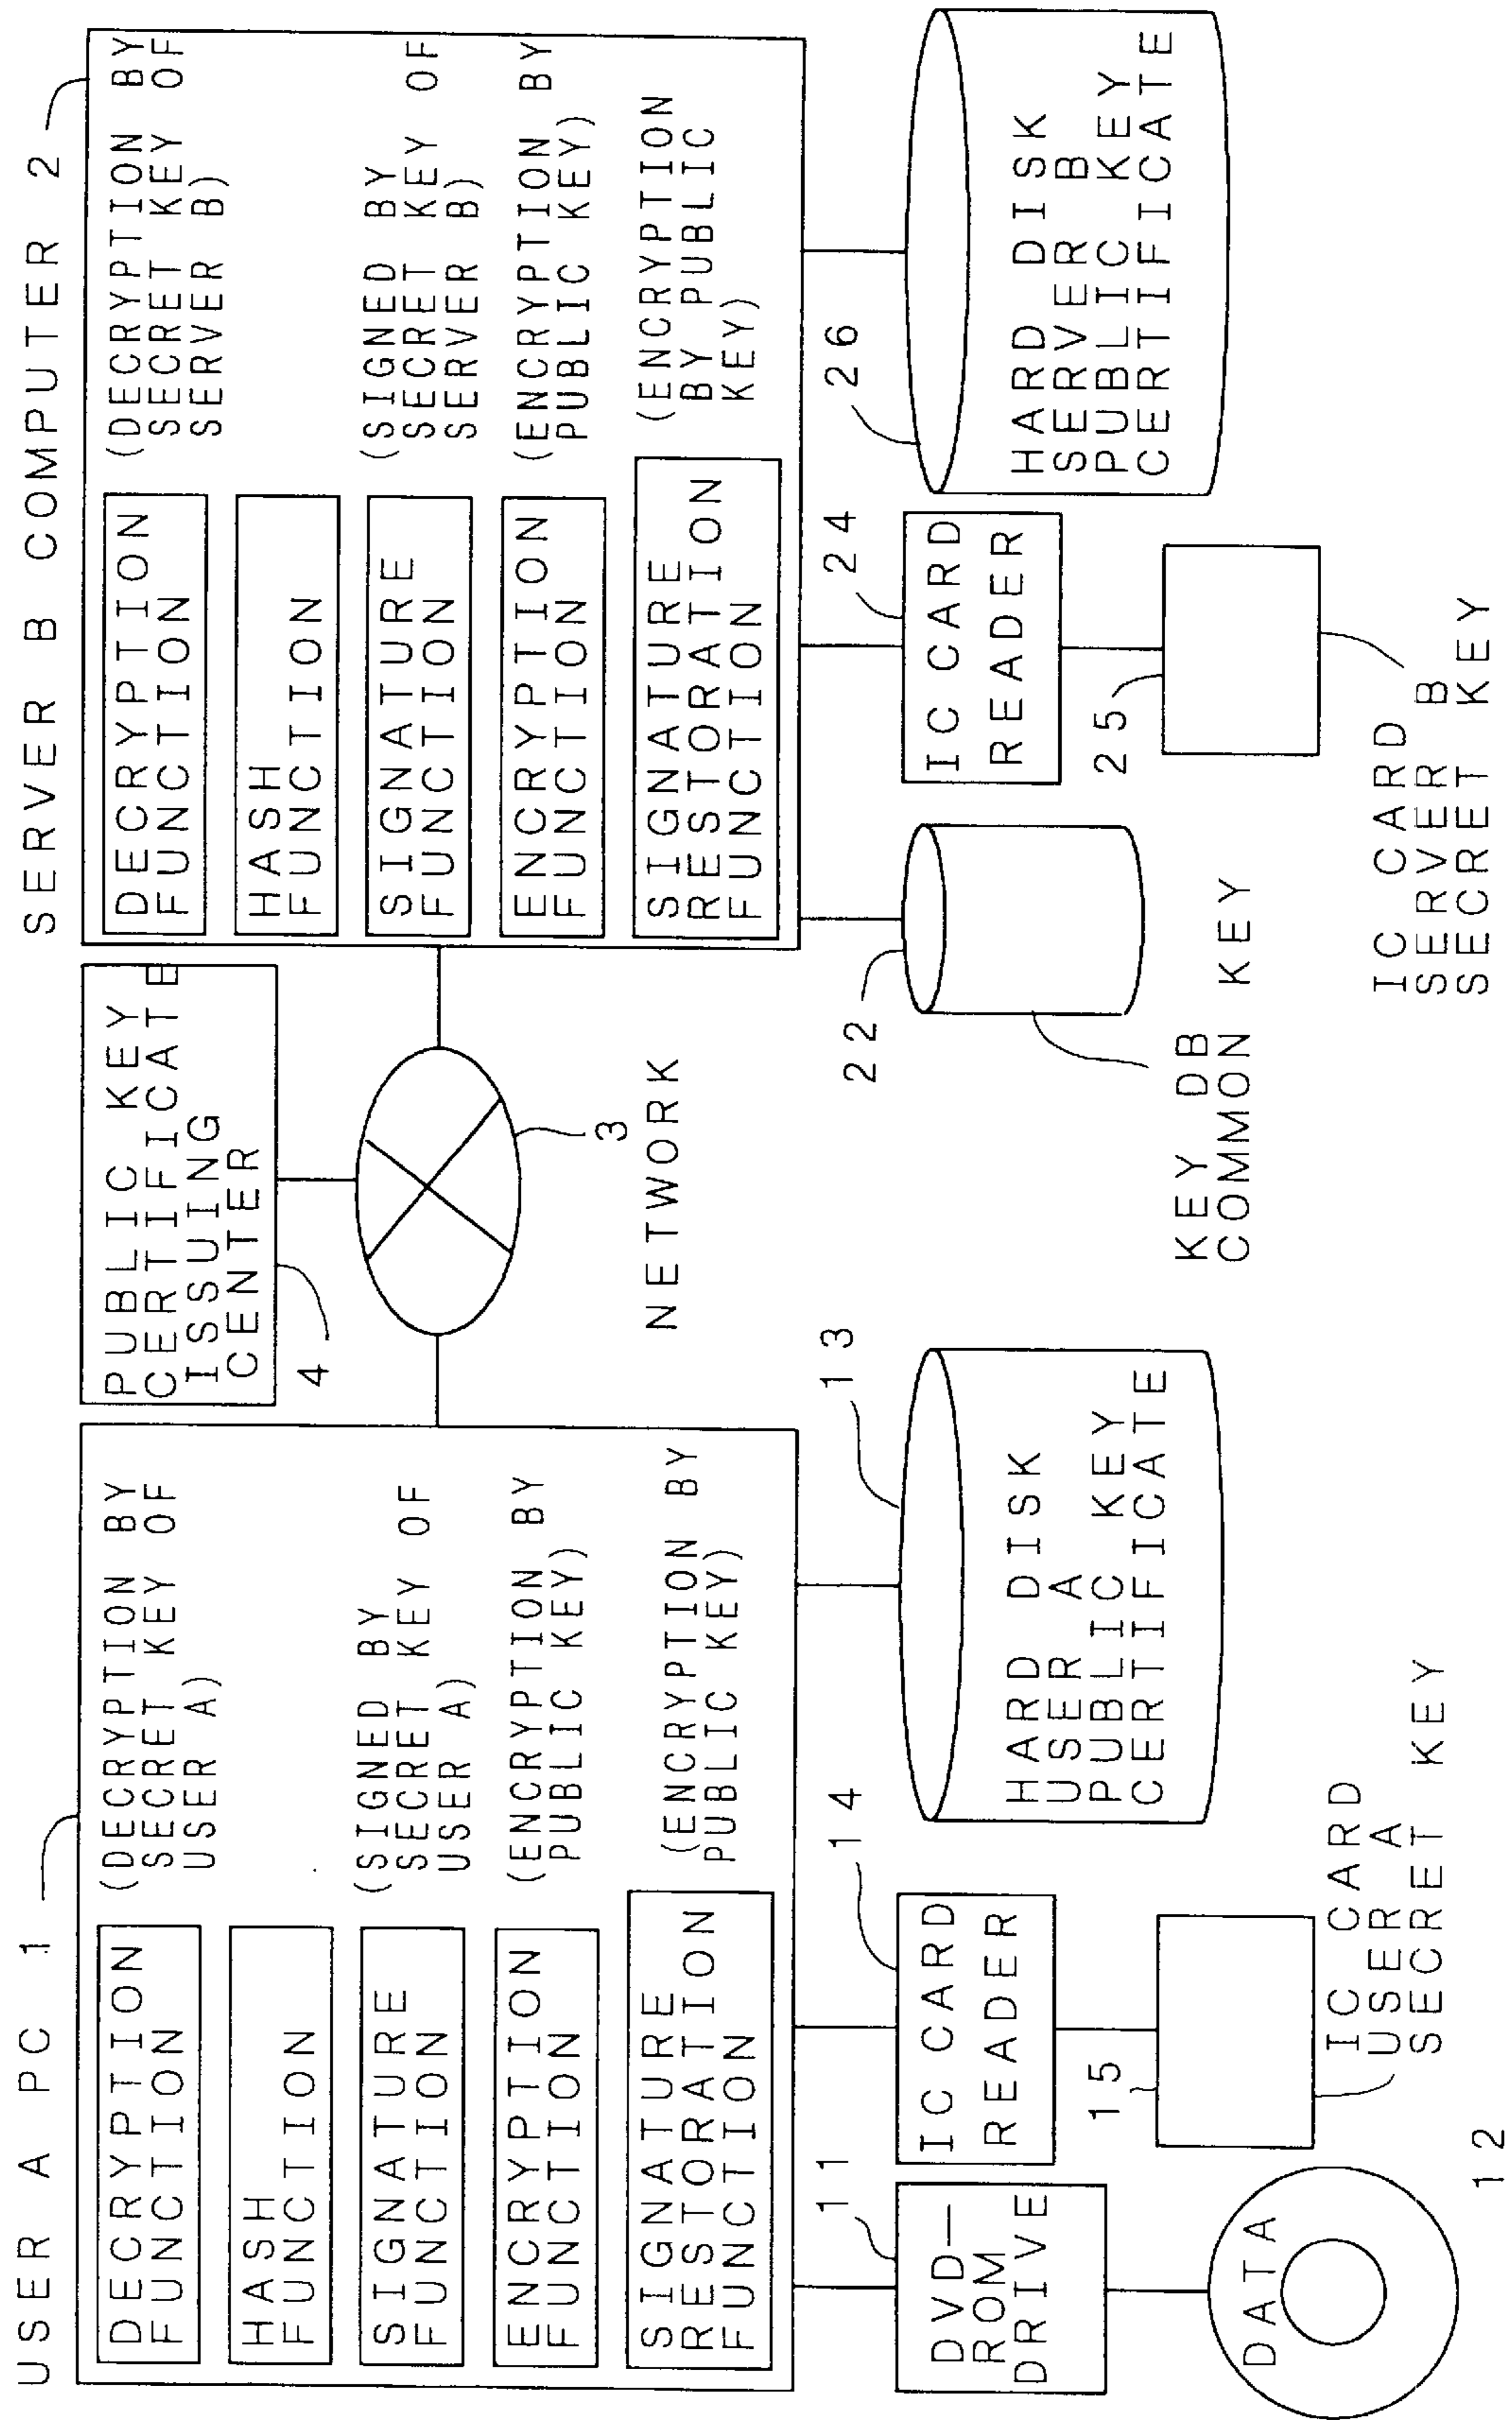 USER A PC 1
DECRYPTION
FUNCTION
(DECRYPTION BY
SECRET KEY OF
USER A)
HASH
FUNCTION
SIGNATURE
FUNCTION
(SIGNED BY
SECRET KEY OF
USER A)
ENCRYPTION
FUNCTION
(ENCRYPTION BY
PUBLIC KEY)
SIGNATURE
RESTORATION
FUNCTION
(ENCRYPTION BY
PUBLIC KEY)
11
DVD—
ROM
DRIVE
DATA
12
14
IC CARD
READER
15
IC CARD
USER A
SECRET KEY
13
HARD DISK
USER A
PUBLIC KEY
CERTIFICATE
PUBLIC KEY
CERTIFICATE
ISSUING
CENTER
4
3
NETWORK
SERVER B COMPUTER 2
DECRYPTION
FUNCTION
(DECRYPTION BY
SECRET KEY OF
SERVER B)
HASH
FUNCTION
SIGNATURE
FUNCTION
(SIGNED BY
SECRET KEY OF
SERVER B)
ENCRYPTION
FUNCTION
(ENCRYPTION BY
PUBLIC KEY)
SIGNATURE
RESTORATION
FUNCTION
(ENCRYPTION
BY PUBLIC
KEY)
22
KEY DB
COMMON KEY
24
IC CARD
READER
25
IC CARD B
SERVER B
SECRET KEY
26
HARD DISK
SERVER B
PUBLIC KEY
CERTIFICATE